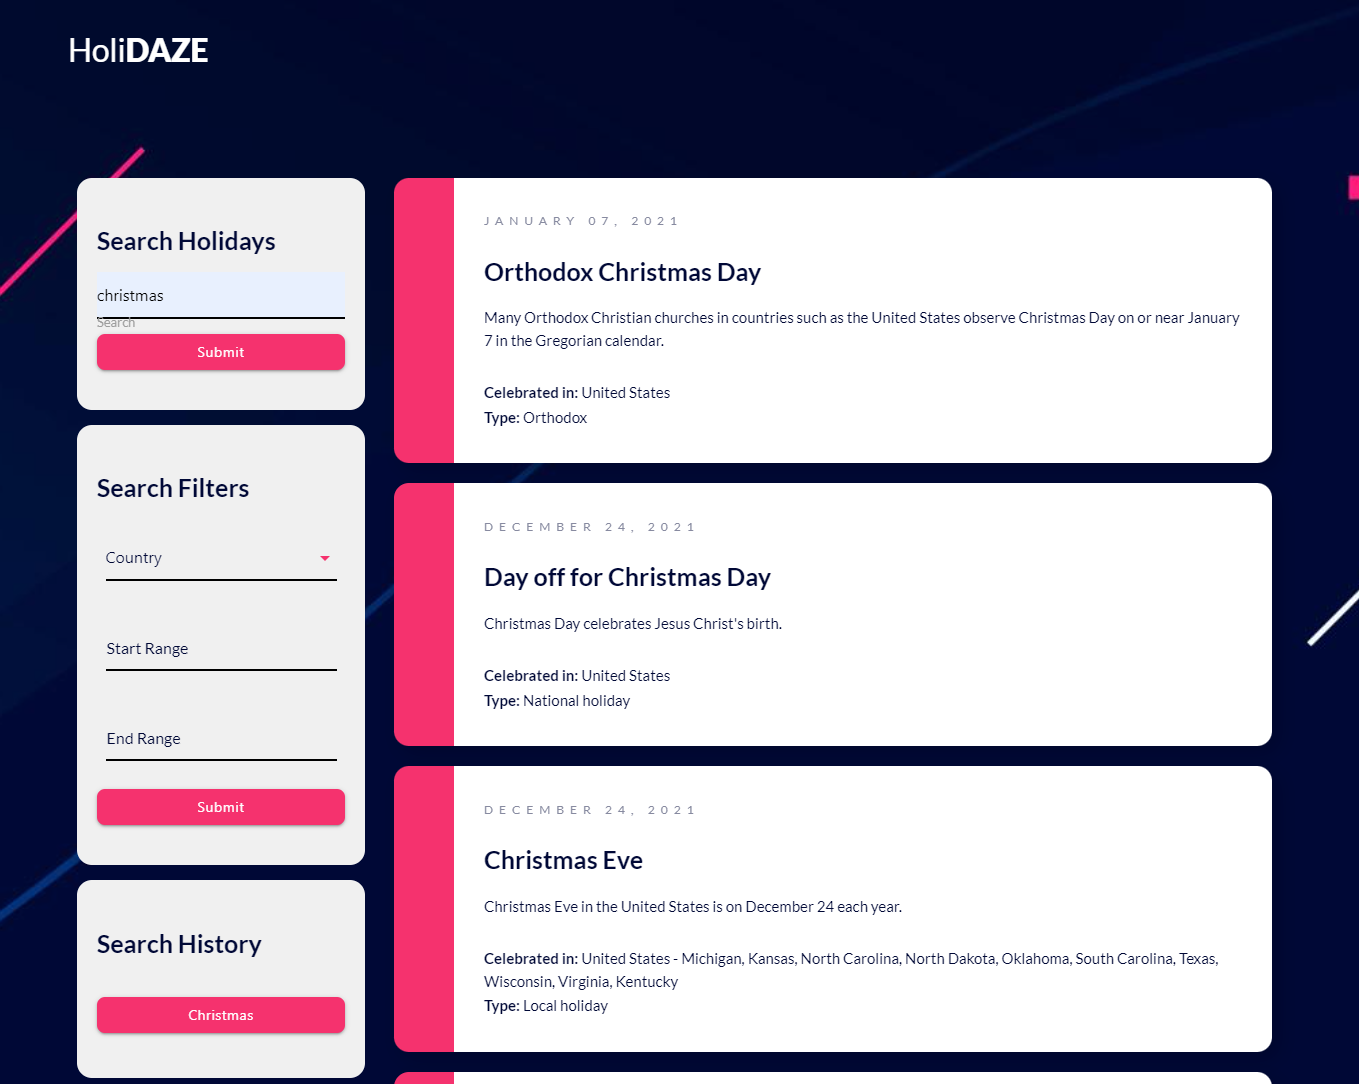 HoliDAZE
Search Holidays
christmas
Search
Submit
Search Filters
Country
Start Range
End Range
Submit
Search History
Christmas
JANUARY 07, 2021
Orthodox Christmas Day
Many Orthodox Christian churches in countries such as the United States observe Christmas Day on or near January
7 in the Gregorian calendar.
Celebrated in: United States
Type: Orthodox
DECEMBER 24, 2021
Day off for Christmas Day
Christmas Day celebrates Jesus Christ's birth.
Celebrated in: United States
Type: National holiday
DECEMBER 24, 2021
Christmas Eve
Christmas Eve in the United States is on December 24 each year.
Celebrated in: United States - Michigan, Kansas, North Carolina, North Dakota, Oklahoma, South Carolina, Texas,
Wisconsin, Virginia, Kentucky
Type: Local holiday